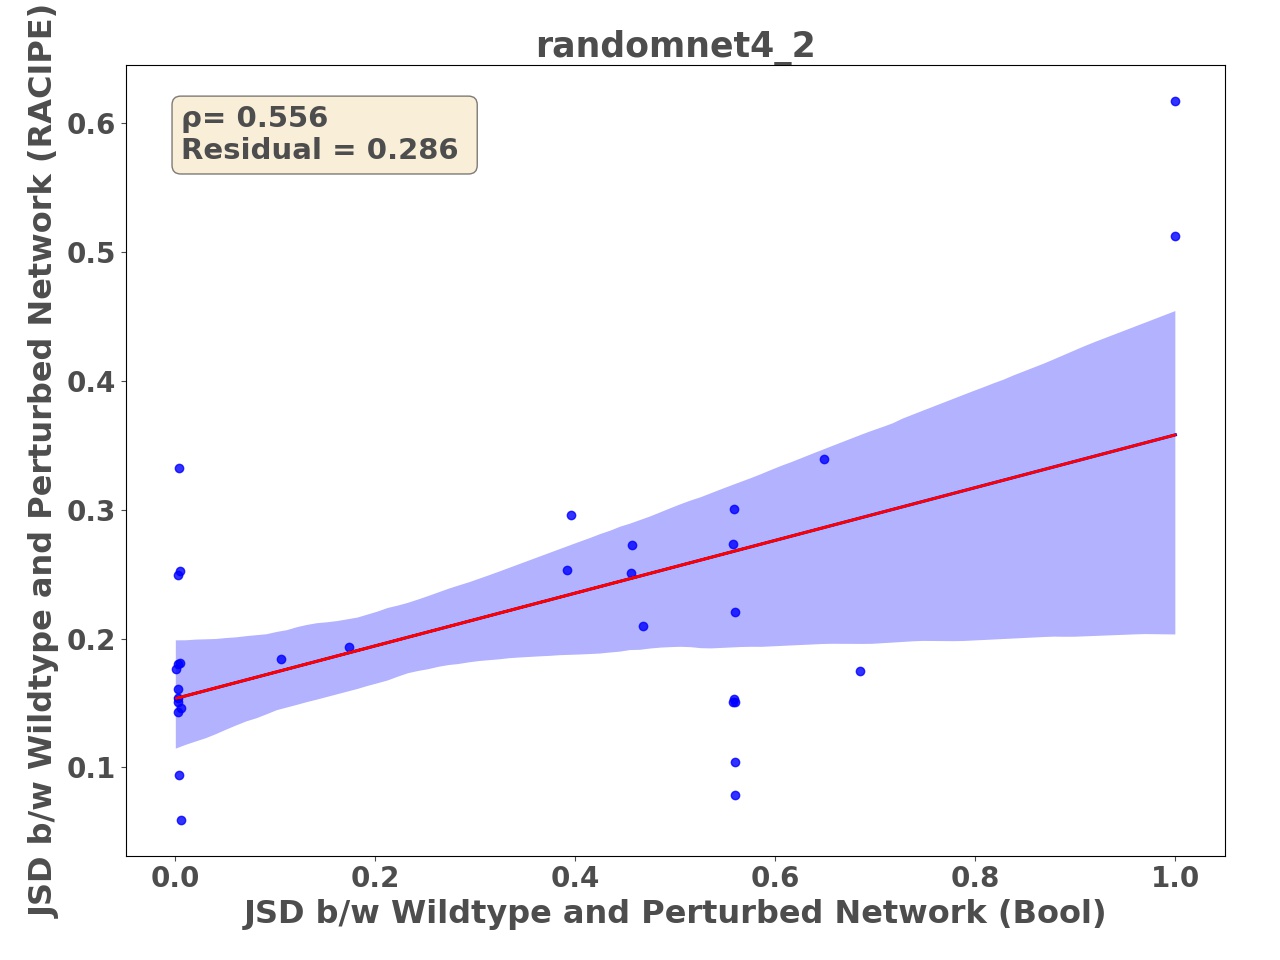 randomnet4_2
ρ= 0.556
Residual = 0.286
JSD b/w Wildtype and Perturbed Network (RACIPE)
0.6
0.5
0.4
0.3
0.2
0.1
0.0 0.2 0.4 0.6 0.8 1.0
JSD b/w Wildtype and Perturbed Network (Bool)